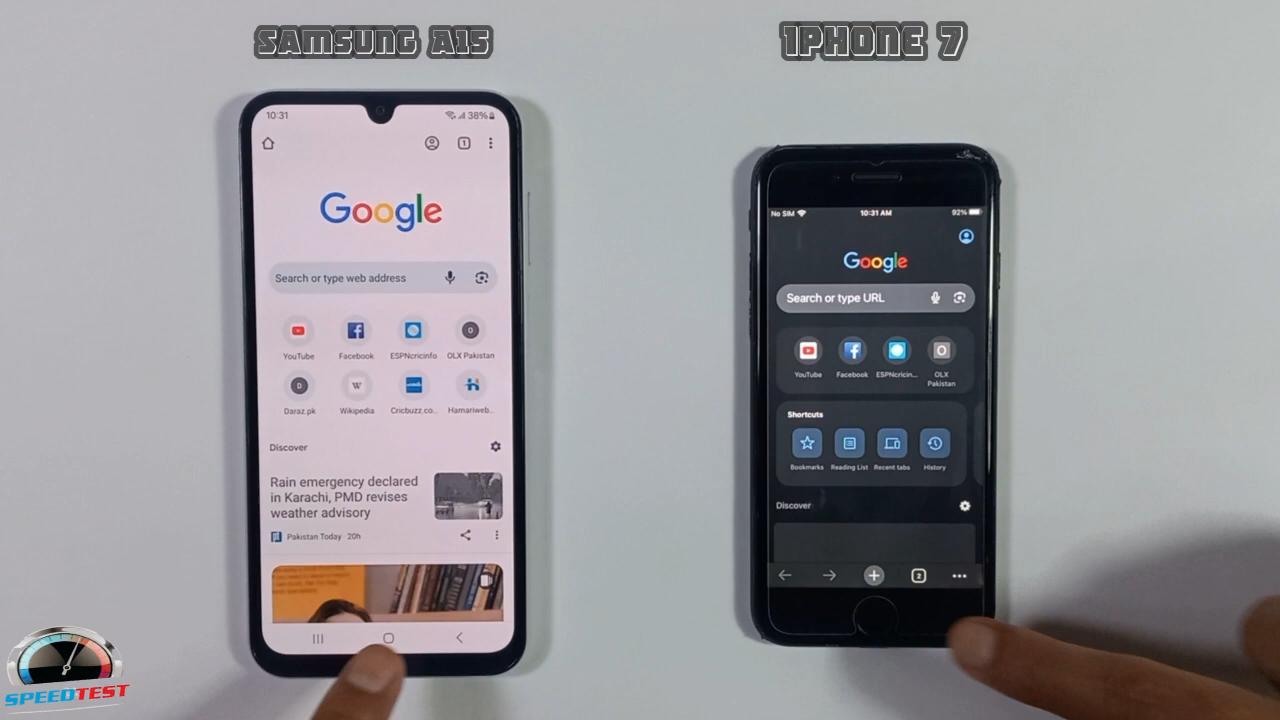 SAMSUNG A15
IPHONE 7
10:31
38%
1
Google
Search or type web address
YouTube
Facebook
ESPNcricinfo
OLX Pakistan
O
D
W
Daraz.pk
Wikipedia
Cricbuzz.co...
Hamariweb...
Discover
Rain emergency declared
in Karachi, PMD revises
weather advisory
Pakistan Today · 20h
No SIM
10:31 AM
92%
Google
Search or type URL
O
YouTube
Facebook
ESPNcricin...
OLX
Pakistan
Shortcuts
Bookmarks
Reading List
Recent tabs
History
Discover
2
SPEEDTEST